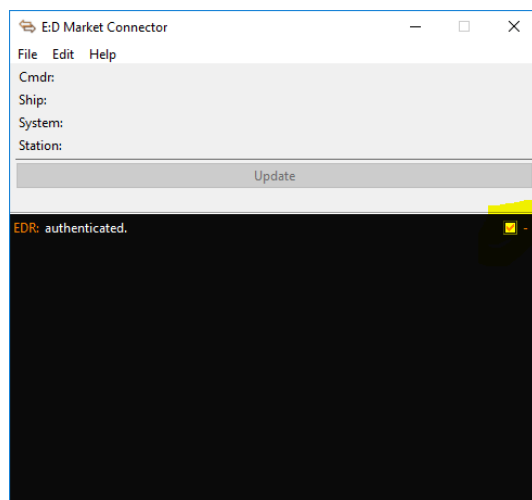 E:D Market Connector
File Edit Help
Cmdr:
Ship:
System:
Station:
Update
EDR: authenticated. -